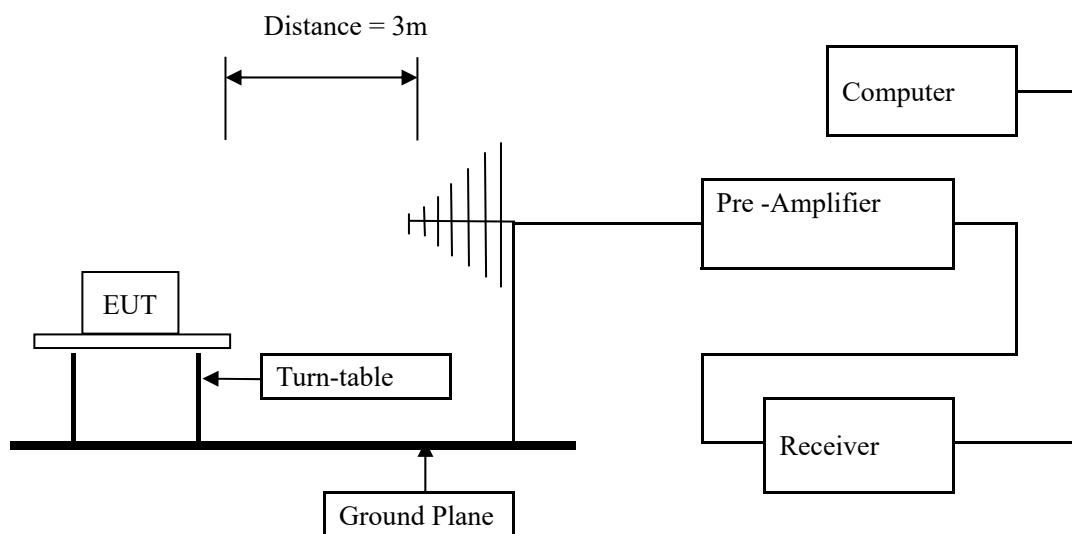 Distance = 3m
Computer
Pre -Amplifier
EUT
Turn-table
Receiver
Ground Plane